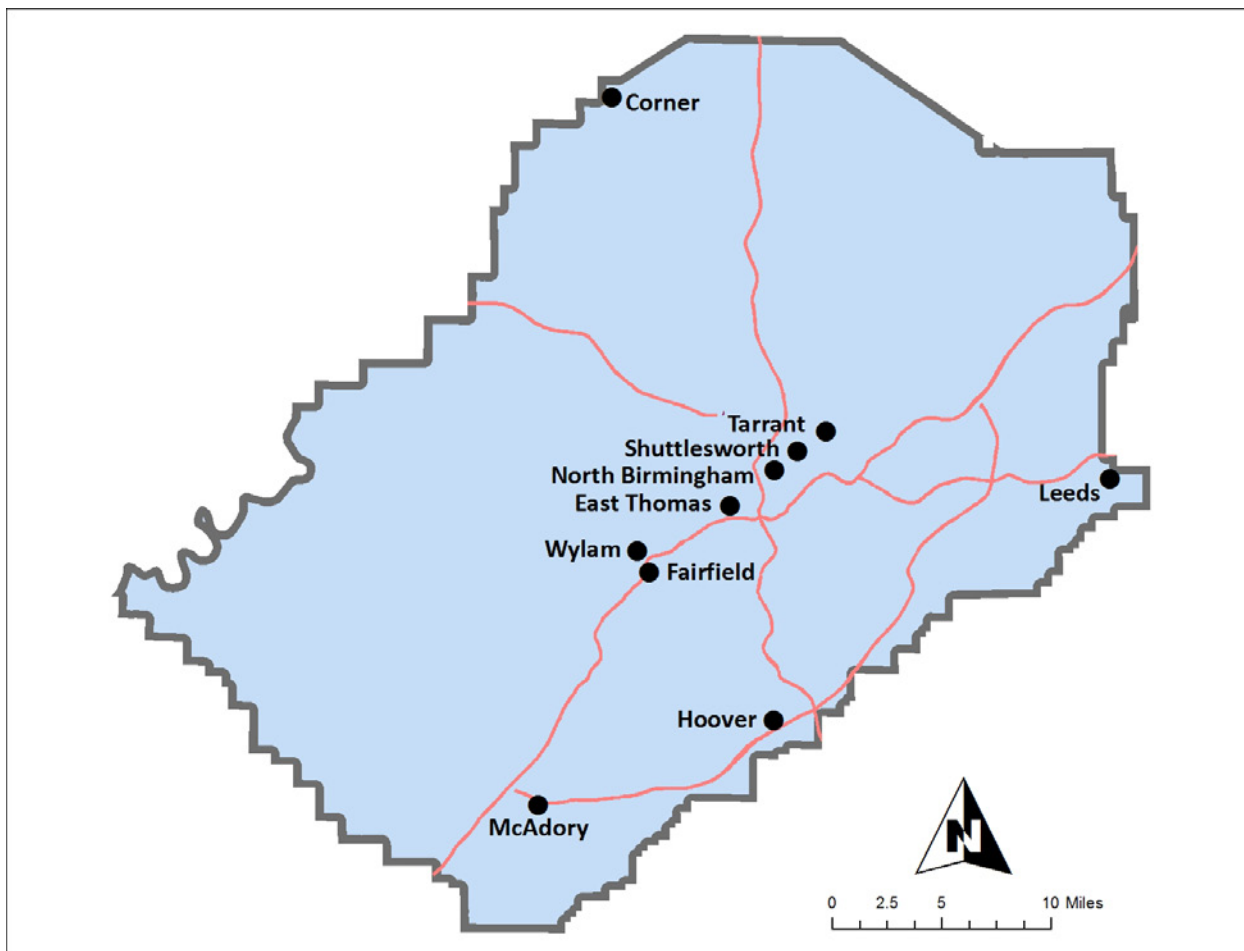 Corner
Tarrant
Shuttlesworth
North Birmingham
East Thomas
Leeds
Wylam
Fairfield
Hoover
McAdory
N
0 2.5 5 10 Miles